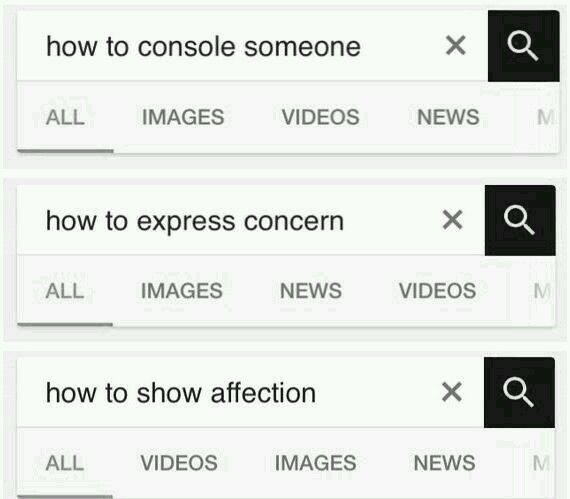 how to console someone ×
ALL IMAGES VIDEOS NEWS M
how to express concern ×
ALL IMAGES NEWS VIDEOS M
how to show affection ×
ALL VIDEOS IMAGES NEWS M